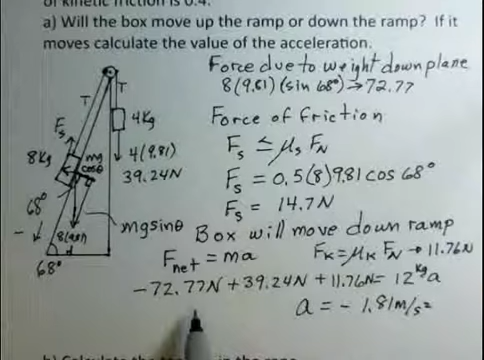 of kinetic friction is 0.4.
a) Will the box move up the ramp or down the ramp? If it
moves calculate the value of the acceleration.
Force due to weight down plane
8(9.81)(sin 68°) → 72.77
Force of friction
Fs ≤ μs FN
Fs = 0.5(8)9.81 cos 68°
Fs = 14.7N
Box will move down ramp
Fnet = ma
FK = μK FN → 11.76N
-72.77N + 39.24N + 11.76N = 12kg a
a = - 1.81m/s²
T
T
Fs
4Kg
8Kg
mg
cosθ
4(9.81)
39.24N
68°
-
mgsinθ
8(9.81)
68°